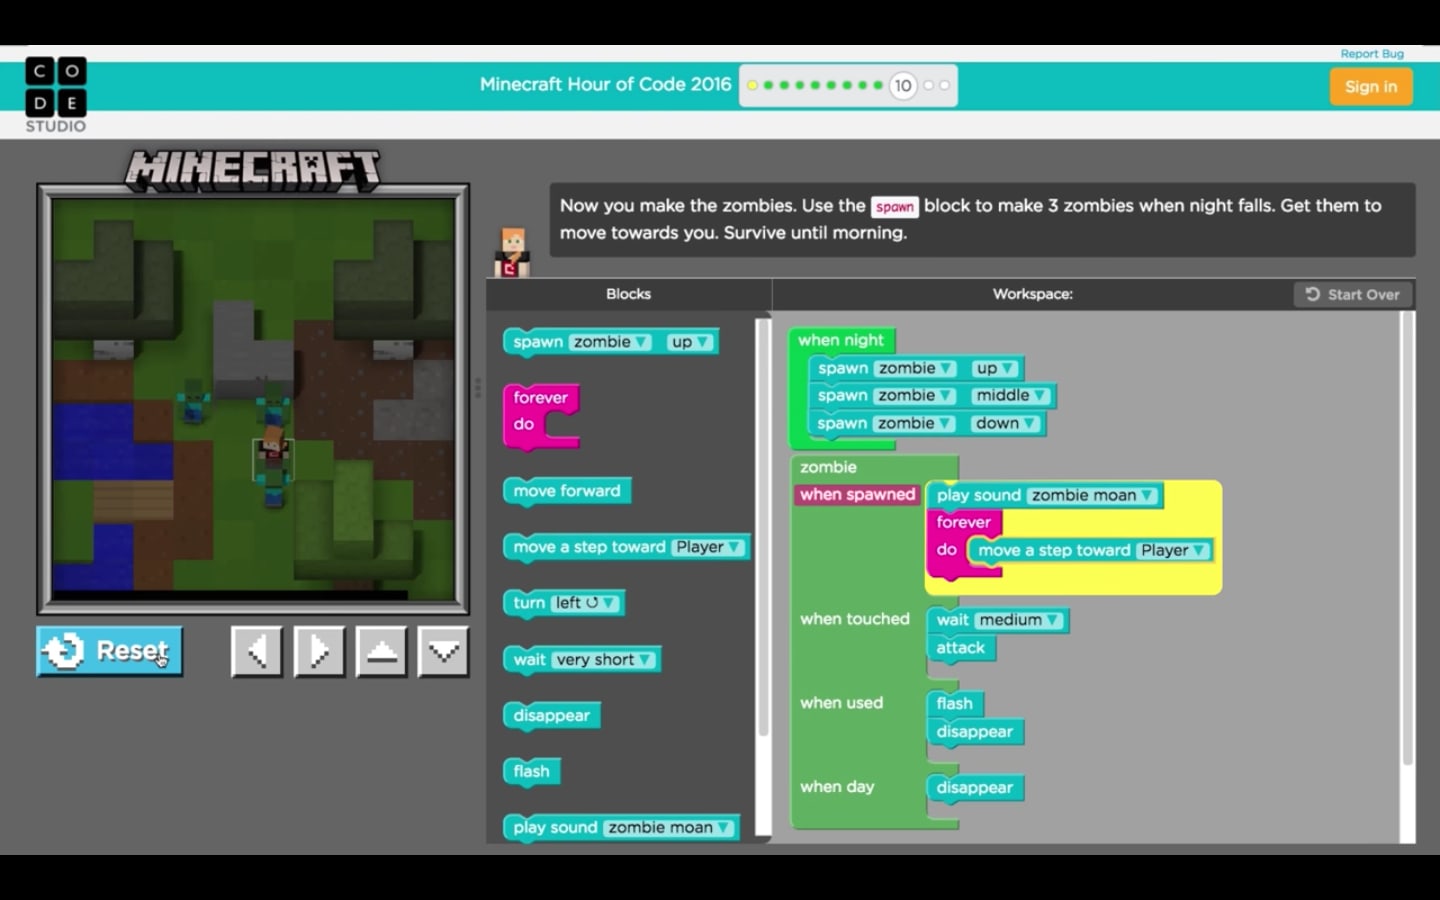 Report Bug
C O
D E
STUDIO
Minecraft Hour of Code 2016
10
Sign in
MINECRAFT
Now you make the zombies. Use the spawn block to make 3 zombies when night falls. Get them to
move towards you. Survive until morning.
Blocks
Workspace:
Start Over
spawn zombie up
forever
do
move forward
move a step toward Player
turn left
wait very short
disappear
flash
play sound zombie moan
when night
spawn zombie up
spawn zombie middle
spawn zombie down
zombie
when spawned
play sound zombie moan
forever
do move a step toward Player
when touched
wait medium
attack
when used
flash
disappear
when day
disappear
Reset